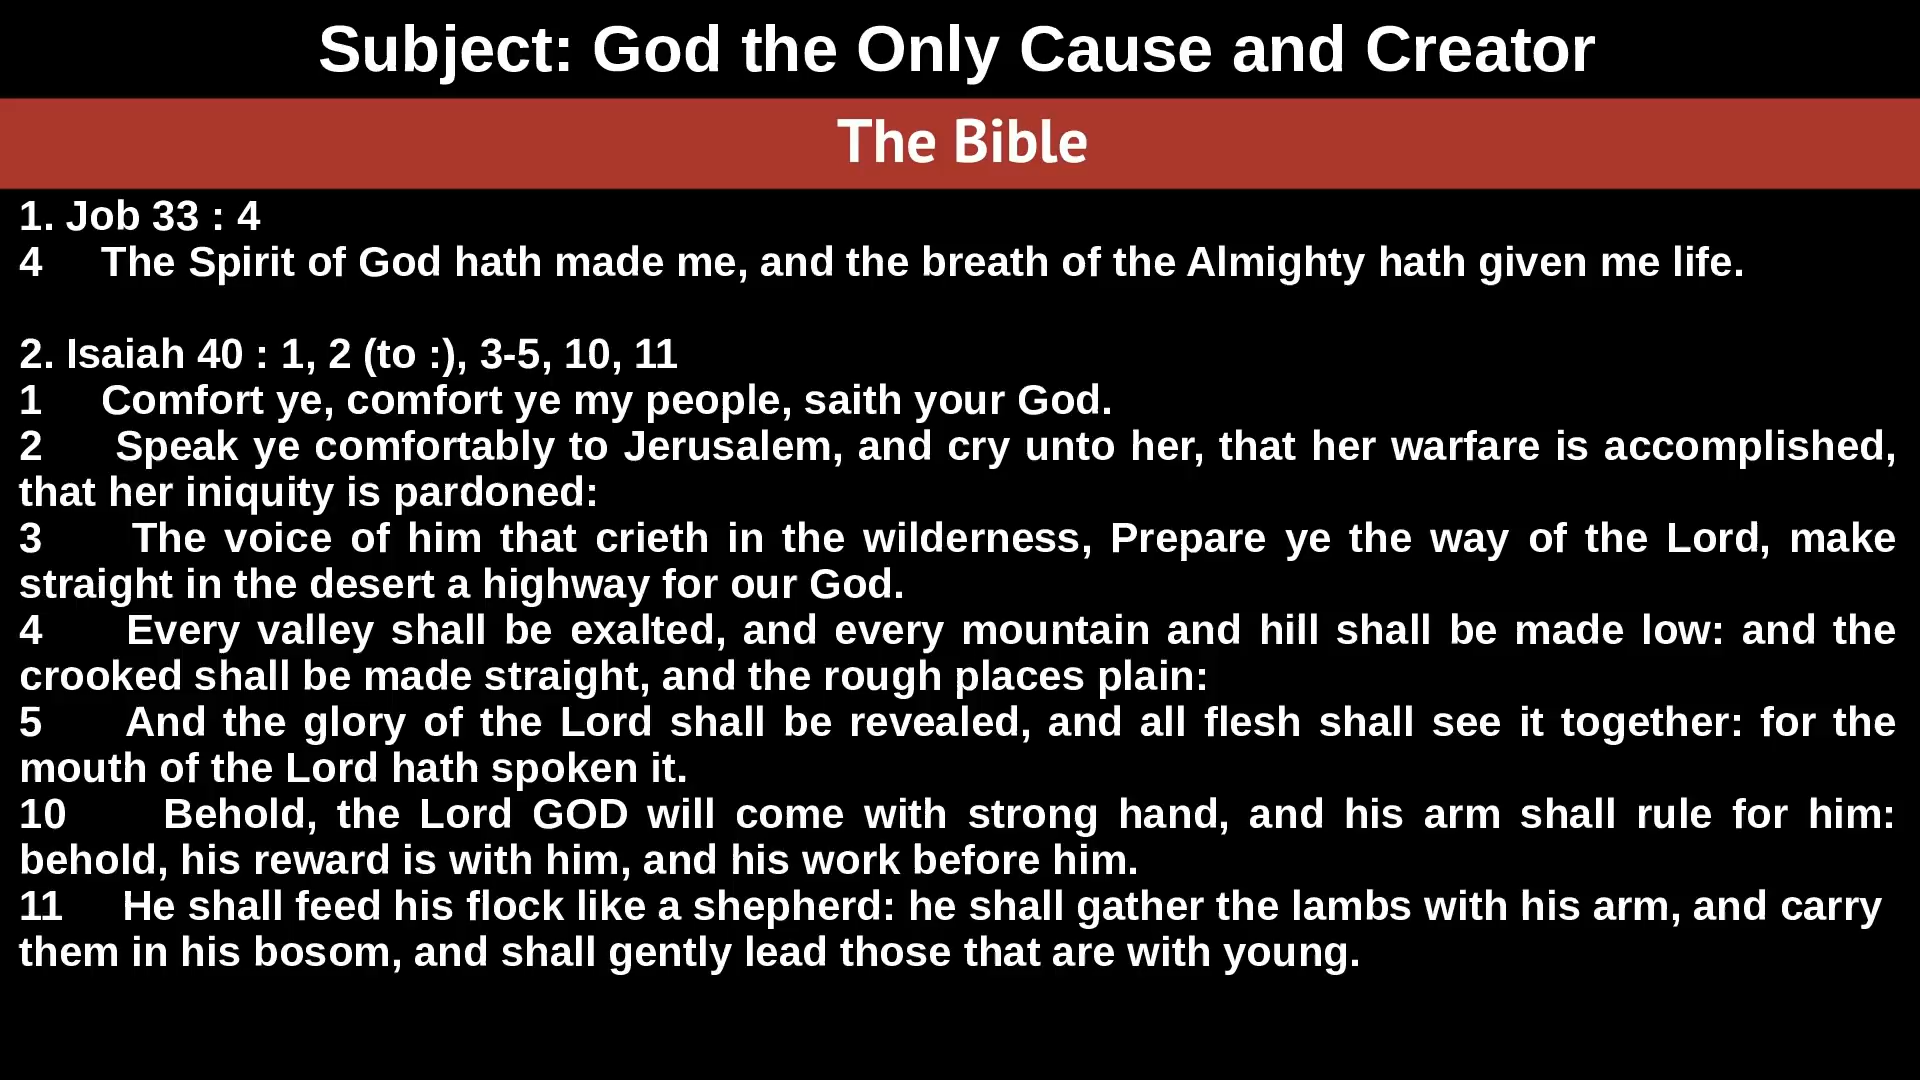 Subject: God the Only Cause and Creator
The Bible
1. Job 33 : 4
4 The Spirit of God hath made me, and the breath of the Almighty hath given me life.
2. Isaiah 40 : 1, 2 (to :), 3-5, 10, 11
1 Comfort ye, comfort ye my people, saith your God.
2 Speak ye comfortably to Jerusalem, and cry unto her, that her warfare is accomplished,
that her iniquity is pardoned:
3 The voice of him that crieth in the wilderness, Prepare ye the way of the Lord, make
straight in the desert a highway for our God.
4 Every valley shall be exalted, and every mountain and hill shall be made low: and the
crooked shall be made straight, and the rough places plain:
5 And the glory of the Lord shall be revealed, and all flesh shall see it together: for the
mouth of the Lord hath spoken it.
10 Behold, the Lord GOD will come with strong hand, and his arm shall rule for him:
behold, his reward is with him, and his work before him.
11 He shall feed his flock like a shepherd: he shall gather the lambs with his arm, and carry
them in his bosom, and shall gently lead those that are with young.